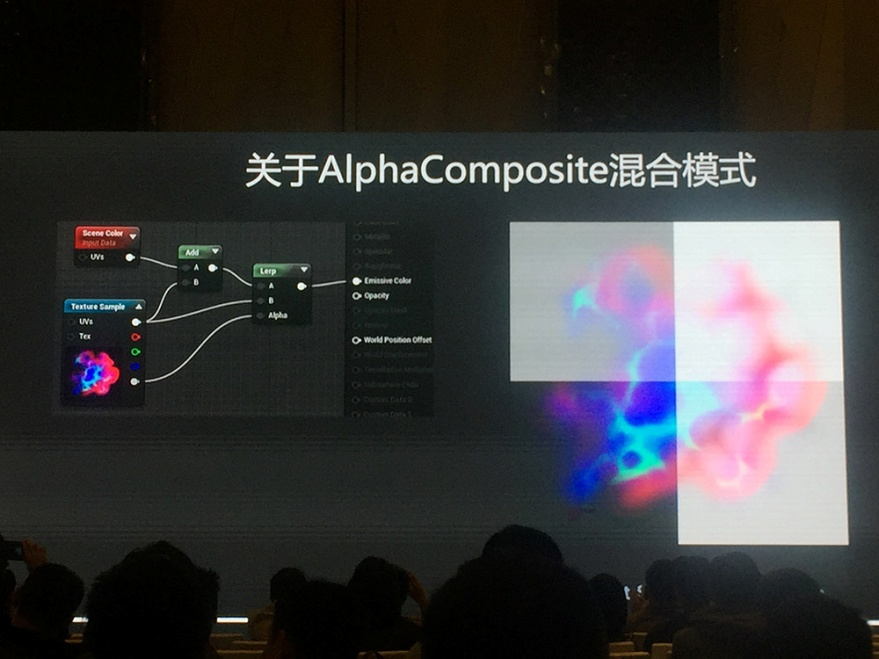 关于AlphaComposite混合模式
Scene Color
Input Data
UVs
Add
A
B
Lerp
A
B
Alpha
Texture Sample
UVs
Tex
Emissive Color
Opacity
World Position Offset